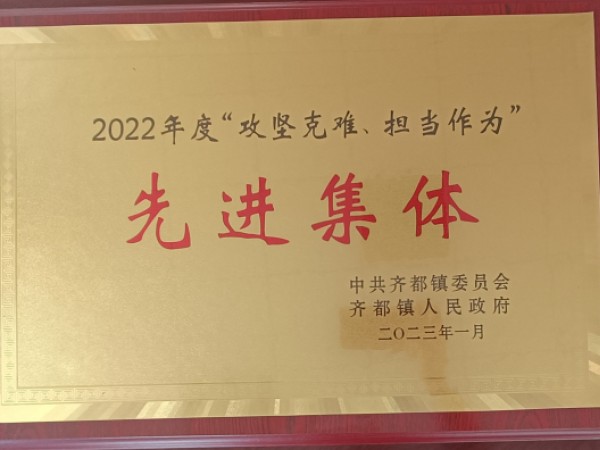 2022年度“攻坚克难、担当作为”
先进集体
中共齐都镇委员会
齐都镇人民政府
二〇二三年一月